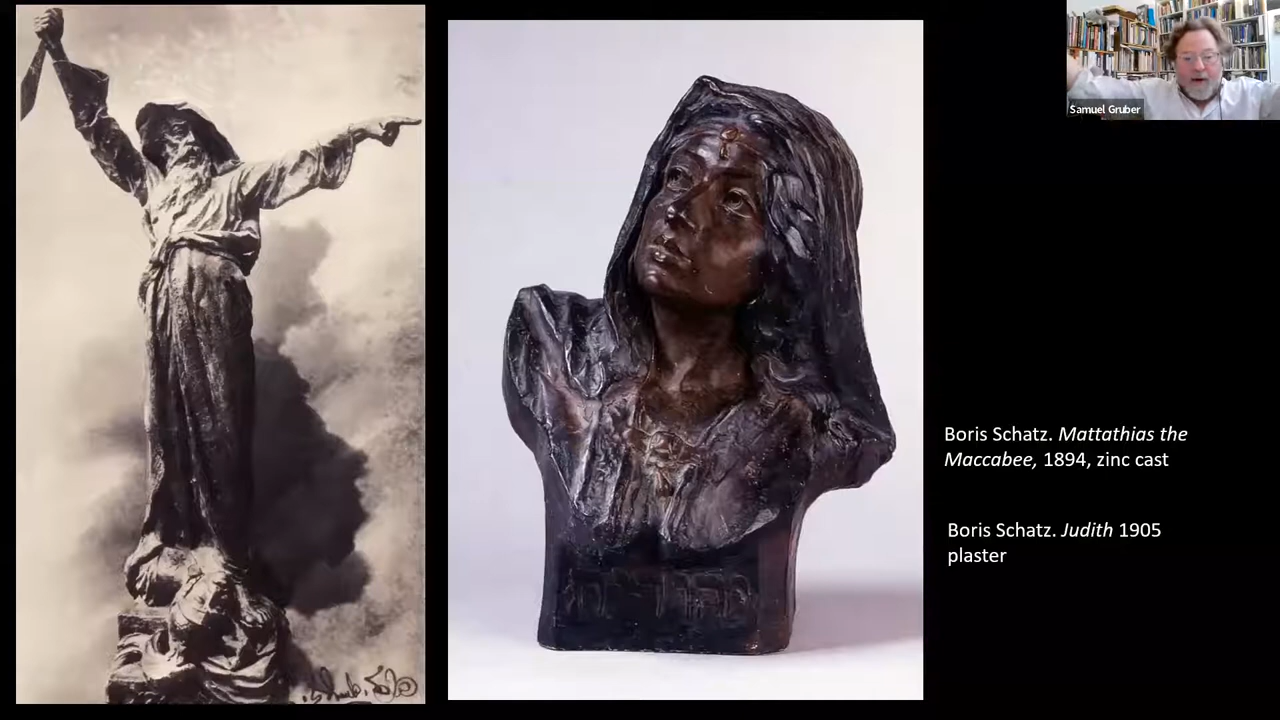 Samuel Gruber
Boris Schatz. Mattathias the
Maccabee, 1894, zinc cast
Boris Schatz. Judith 1905
plaster